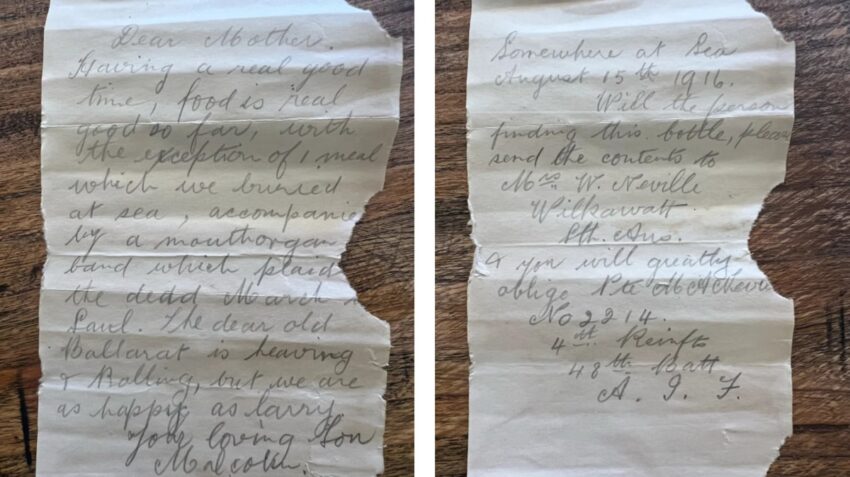 Dear Mother.
Having a real good
time, food is real
good so far, with
the exception of 1 meal
which we buried
at sea, accompanie
by a mouthorgan
band which plaid
the dead March
Saul. The dear old
Ballarat is heaving
& Rolling, but we are
as happy as larry.
Your loving Son
Malcolm.
Somewhere at Sea
August 15th 1916.
Will the person
finding this bottle, please
send the contents to
Mrs W. Neville
Wilkawatt
Sth. Aus.
& you will greatly
oblige Pte M A
No 2214.
4th Reinfts
48th Batt
A. I. F.